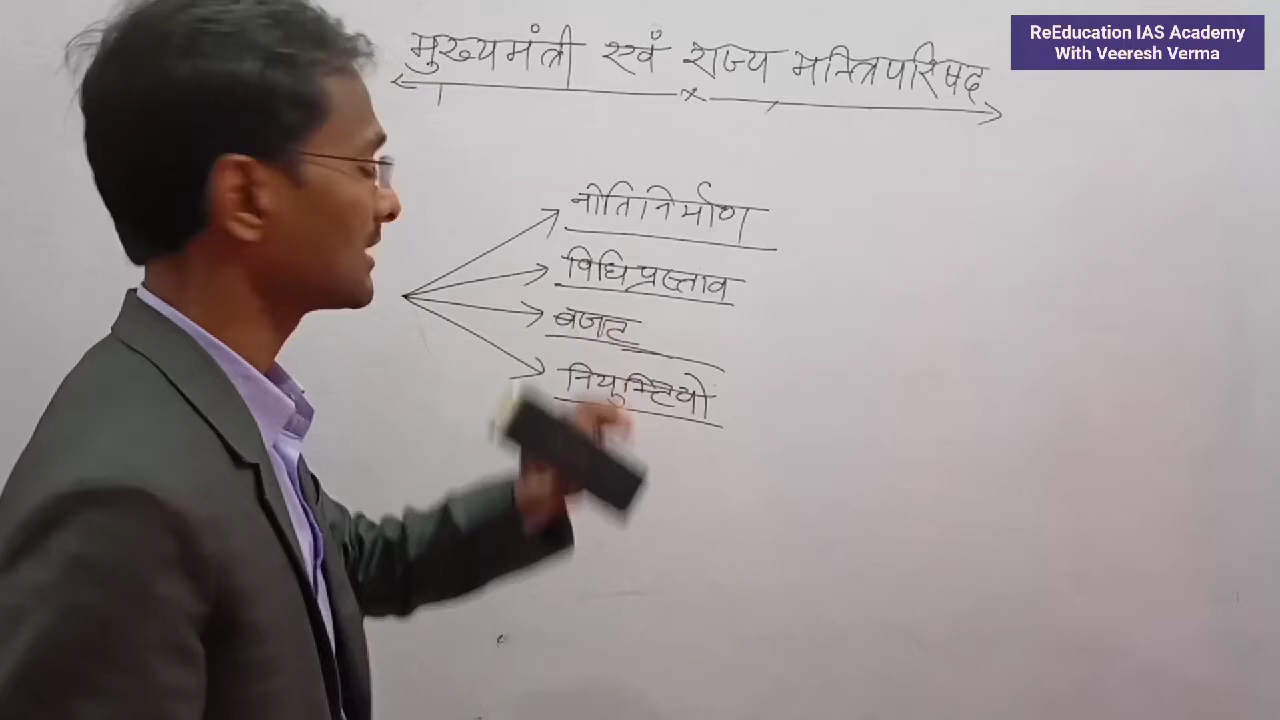 ReEducation IAS Academy
With Veeresh Verma
मुख्यमंत्री एवं राज्य मन्त्रिपरिषद
नीतिनिर्माण
विधिप्रस्ताव
बजट
नियुक्तियों